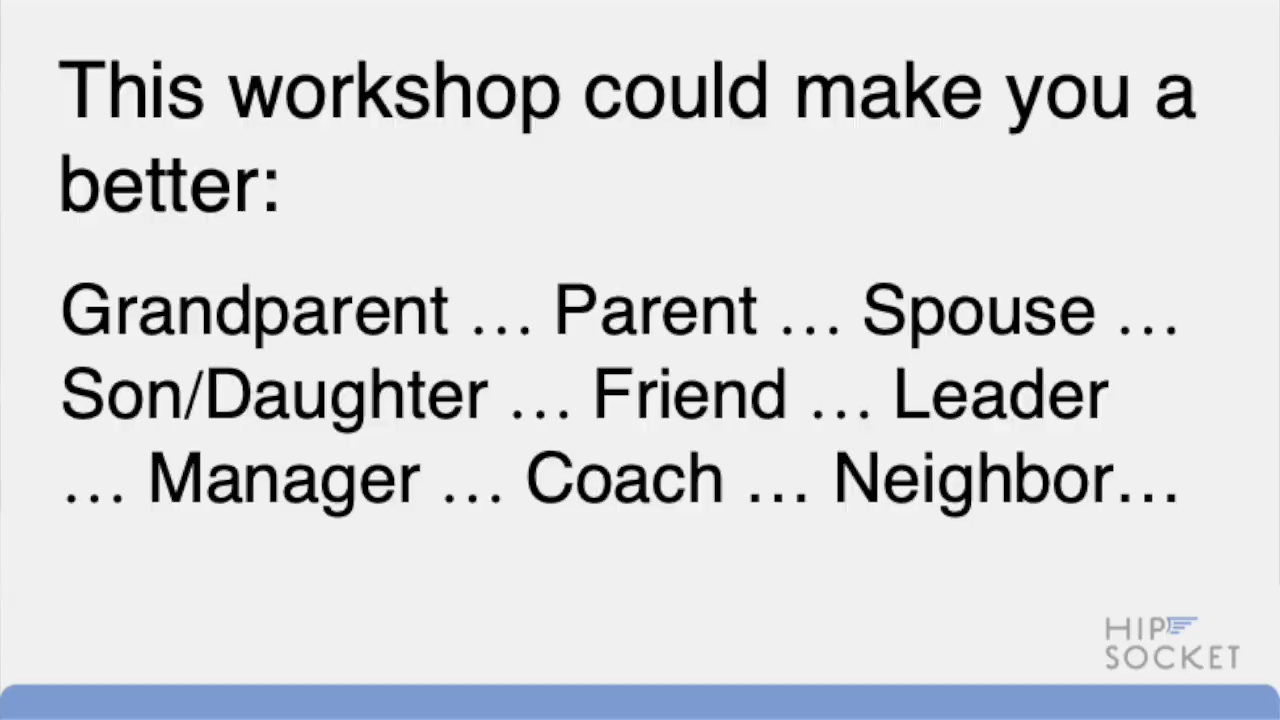 This workshop could make you a
better:
Grandparent … Parent … Spouse …
Son/Daughter … Friend … Leader
… Manager … Coach … Neighbor…
HIP
SOCKET